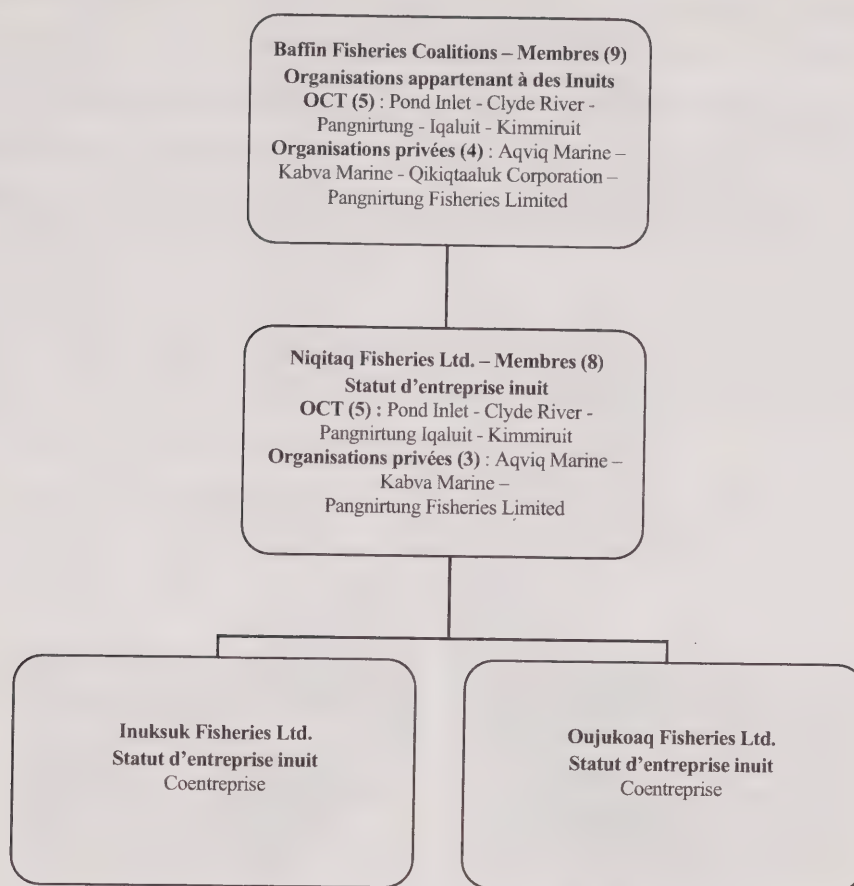 Baffin Fisheries Coalitions – Membres (9)
Organisations appartenant à des Inuits
OCT (5) : Pond Inlet - Clyde River -
Pangnirtung - Iqaluit - Kimmiruit
Organisations privées (4) : Aqviq Marine –
Kabva Marine - Qikiqtaaluk Corporation –
Pangnirtung Fisheries Limited
Niqitaq Fisheries Ltd. – Membres (8)
Statut d'entreprise inuit
OCT (5) : Pond Inlet - Clyde River -
Pangnirtung Iqaluit - Kimmiruit
Organisations privées (3) : Aqviq Marine –
Kabva Marine –
Pangnirtung Fisheries Limited
Inuksuk Fisheries Ltd.
Statut d'entreprise inuit
Coentreprise
Oujukoaq Fisheries Ltd.
Statut d'entreprise inuit
Coentreprise